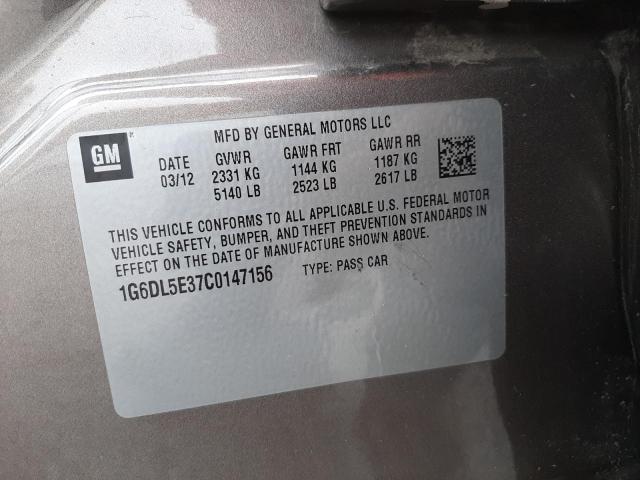 GM
MFD BY GENERAL MOTORS LLC
DATE GVWR GAWR FRT GAWR RR
03/12 2331 KG 1144 KG 1187 KG
5140 LB 2523 LB 2617 LB
THIS VEHICLE CONFORMS TO ALL APPLICABLE U.S. FEDERAL MOTOR
VEHICLE SAFETY, BUMPER, AND THEFT PREVENTION STANDARDS IN
EFFECT ON THE DATE OF MANUFACTURE SHOWN ABOVE.
1G6DL5E37C0147156 TYPE: PASS CAR